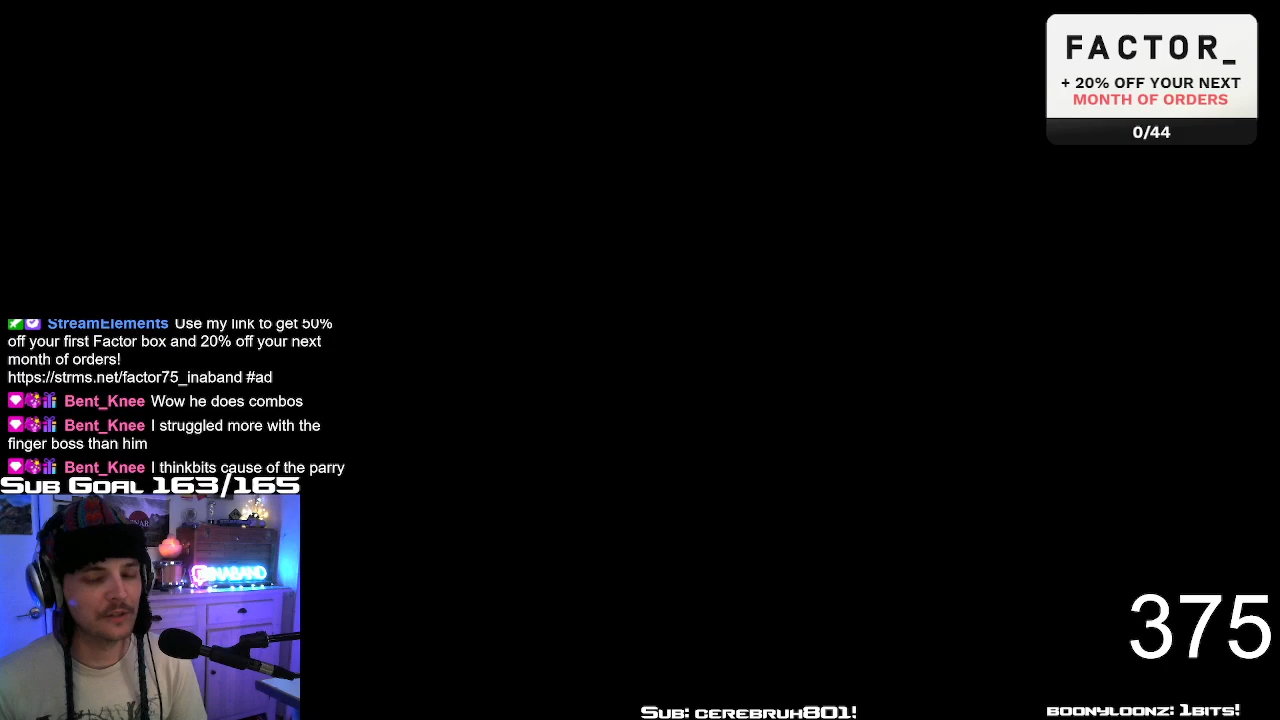 FACTOR_
+ 20% OFF YOUR NEXT
MONTH OF ORDERS
0/44
StreamElements Use my link to get 50%
off your first Factor box and 20% off your next
month of orders!
https://strms.net/factor75_inaband #ad
Bent_Knee Wow he does combos
Bent_Knee I struggled more with the
finger boss than him
Bent_Knee I thinkbits cause of the parry
Sub Goal 163/165
INABAND
375
Sub: cerebruh801!
boonyloonz: 1bits!